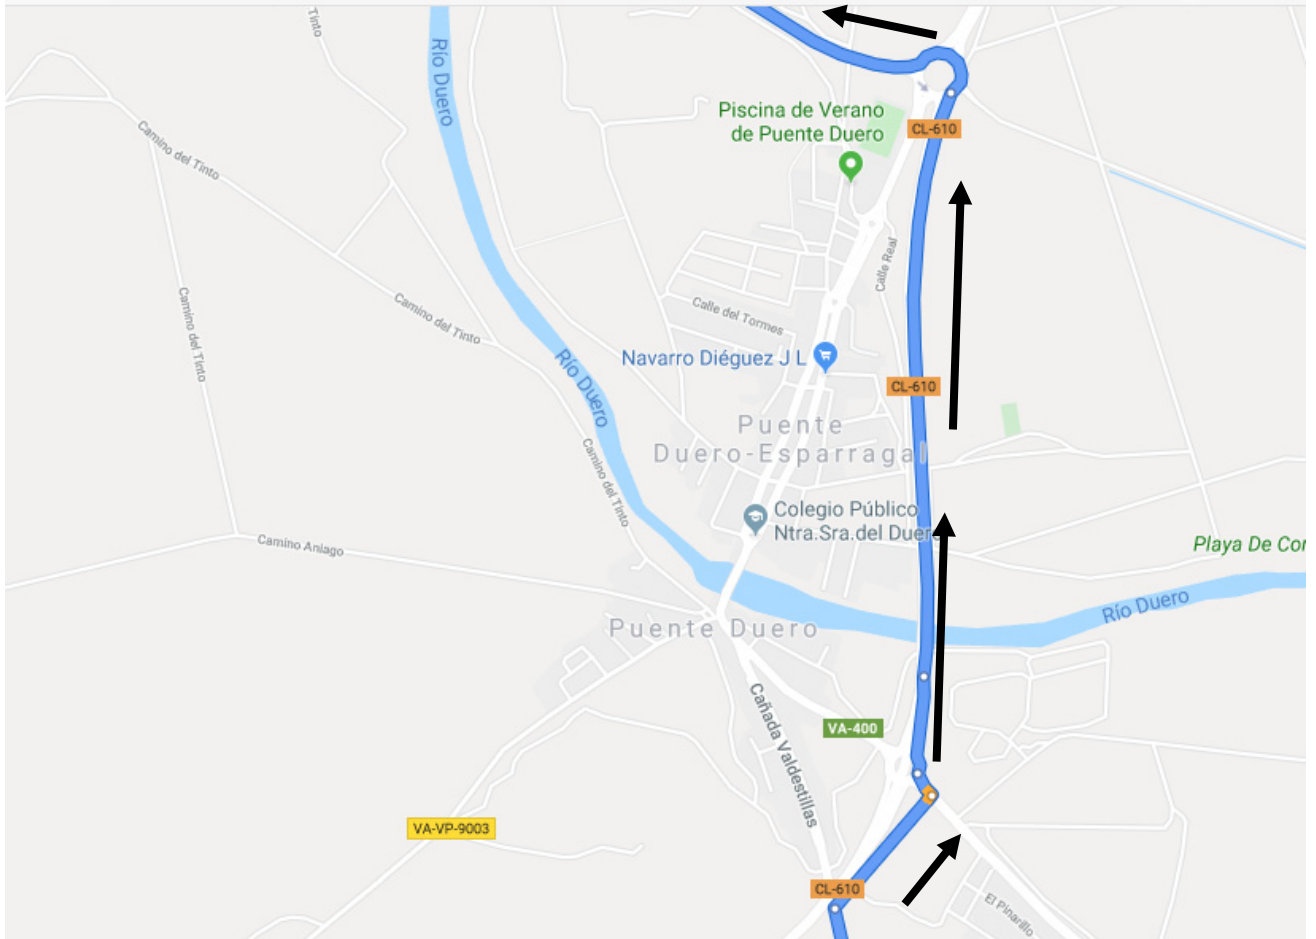 Tinto
Río Duero
Piscina de Verano
de Puente Duero
CL-610
Camino del Tinto
Calle Real
Camino del Tinto
Camino del Tinto
Calle del Tormes
Navarro Diéguez J L
Río Duero
CL-610
Puente
Duero-Esparragal
Camino del Tinto
Colegio Público
Ntra.Sra.del Duer
Camino Aniago
Playa De Cor
Río Duero
Puente Duero
Cañada Valdestillas
VA-400
VA-VP-9003
CL-610
El Pinarillo